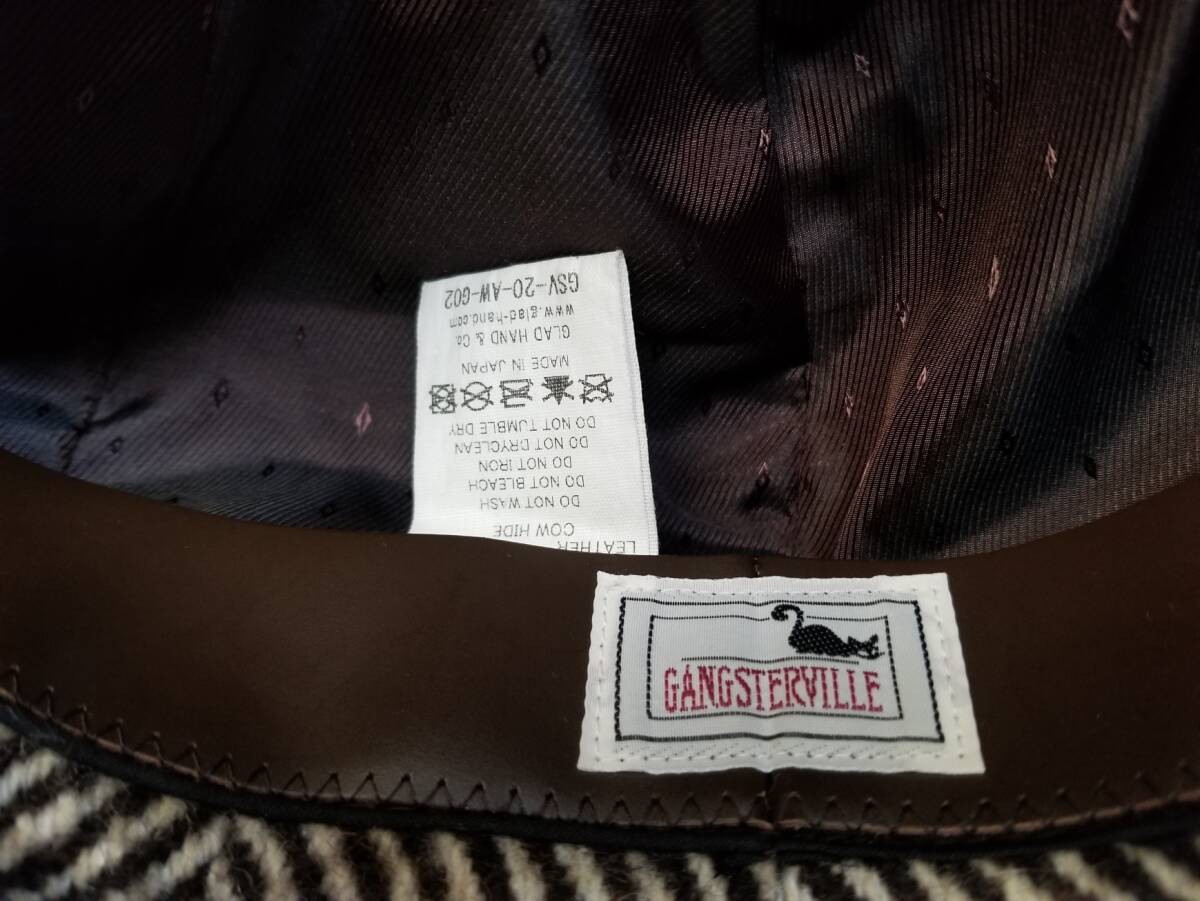 LEATHER
COW HIDE
DO NOT WASH
DO NOT BLEACH
DO NOT IRON
DO NOT DRYCLEAN
DO NOT TUMBLE DRY
MADE IN JAPAN
GLAD HAND & Co.
www.glad-hand.com
GSV-20-AW-G02
GANGSTERVILLE